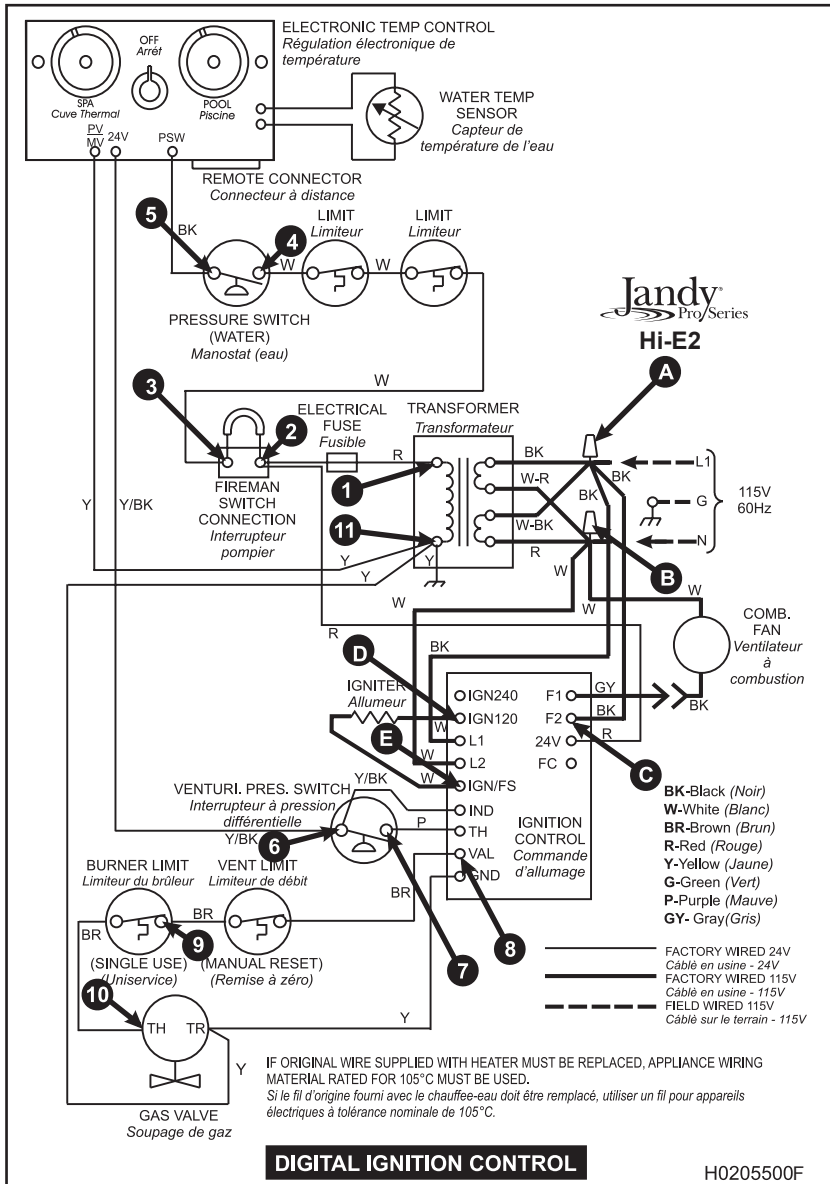 ELECTRONIC TEMP CONTROL
Régulation électronique de
température
OFF
Arrét
SPA
Cuve Thermal
POOL
Piscine
PV
MV
24V
PSW
WATER TEMP
SENSOR
Capteur de
température de l'eau
REMOTE CONNECTOR
Connecteur à distance
5
BK
4
W
LIMIT
Limiteur
W
LIMIT
Limiteur
PRESSURE SWITCH
(WATER)
Manostat (eau)
Jandy®
Pro Series
Hi-E2
A
W
3
2
ELECTRICAL
FUSE
Fusible
TRANSFORMER
Transformateur
R
1
BK
BK
BK
L1
W-R
W-BK
G
115V
60Hz
R
N
B
FIREMAN
SWITCH
CONNECTION
Interrupteur
pompier
Y
Y/BK
11
Y
Y
Y
W
W
W
W
COMB.
FAN
Ventilateur
à
combustion
R
BK
D
IGNITER
Allumeur
E
W
W
W
IGN240
IGN120
L1
L2
IGN/FS
IND
TH
VAL
GND
F1
F2
24V
FC
GY
BK
R
BK
C
IGNITION
CONTROL
Commande
d'allumage
VENTURI. PRES. SWITCH
Interrupteur à pression
différentielle
Y/BK
Y/BK
6
P
7
8
BR
BURNER LIMIT
Limiteur du brûleur
VENT LIMIT
Limiteur de débit
BR
BR
9
(SINGLE USE)
(Uniservice)
(MANUAL RESET)
(Remise à zéro)
10
TH
TR
Y
Y
GAS VALVE
Soupage de gaz
BK-Black (Noir)
W-White (Blanc)
BR-Brown (Brun)
R-Red (Rouge)
Y-Yellow (Jaune)
G-Green (Vert)
P-Purple (Mauve)
GY- Gray(Gris)
FACTORY WIRED 24V
Câblè en usine - 24V
FACTORY WIRED 115V
Câblè en usine - 115V
FIELD WIRED 115V
Câblè sur le terrain - 115V
IF ORIGINAL WIRE SUPPLIED WITH HEATER MUST BE REPLACED, APPLIANCE WIRING
MATERIAL RATED FOR 105°C MUST BE USED.
Si le fil d'origine fourni avec le chauffee-eau doit être remplacé, utiliser un fil pour appareils
électriques à tolérance nominale de 105°C.
DIGITAL IGNITION CONTROL
H0205500F